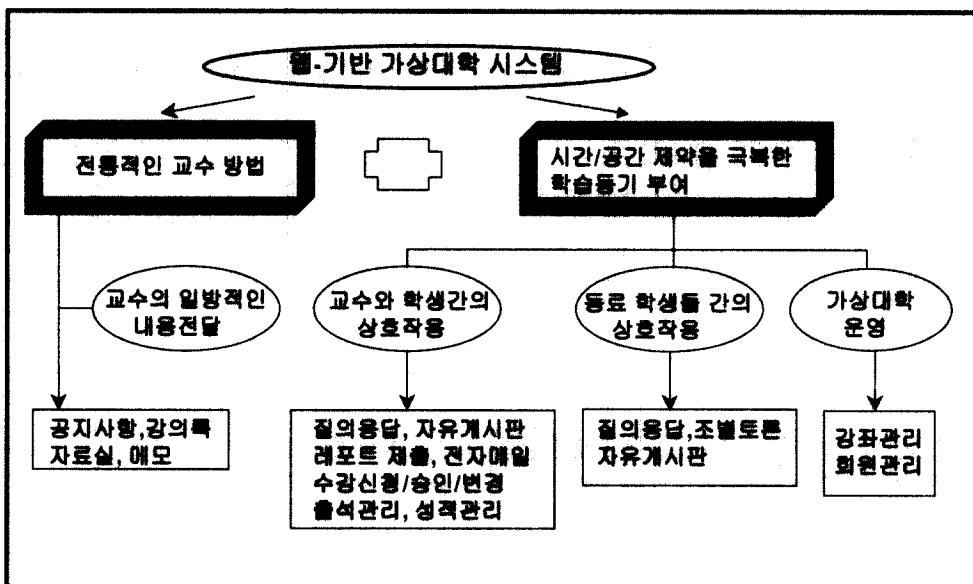 웹-기반 가상대학 시스템
전통적인 교수 방법
시간/공간 제약을 극복한
학습동기 부여
교수의 일방적인
내용전달
교수와 학생간의
상호작용
동료 학생들 간의
상호작용
가상대학
운영
공지사항,강의록
자료실, 메모
질의응답, 자유게시판
레포트 제출, 전자메일
수강신청/승인/변경
출석관리, 성적관리
질의응답,조별토론
자유게시판
강좌관리
회원관리